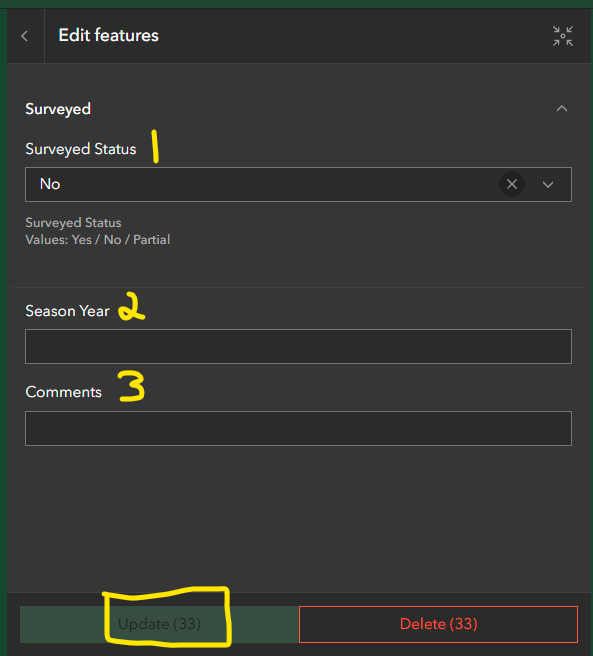 Edit features
Surveyed
Surveyed Status 1
No
Surveyed Status
Values: Yes / No / Partial
Season Year 2
Comments 3
Update (33)
Delete (33)